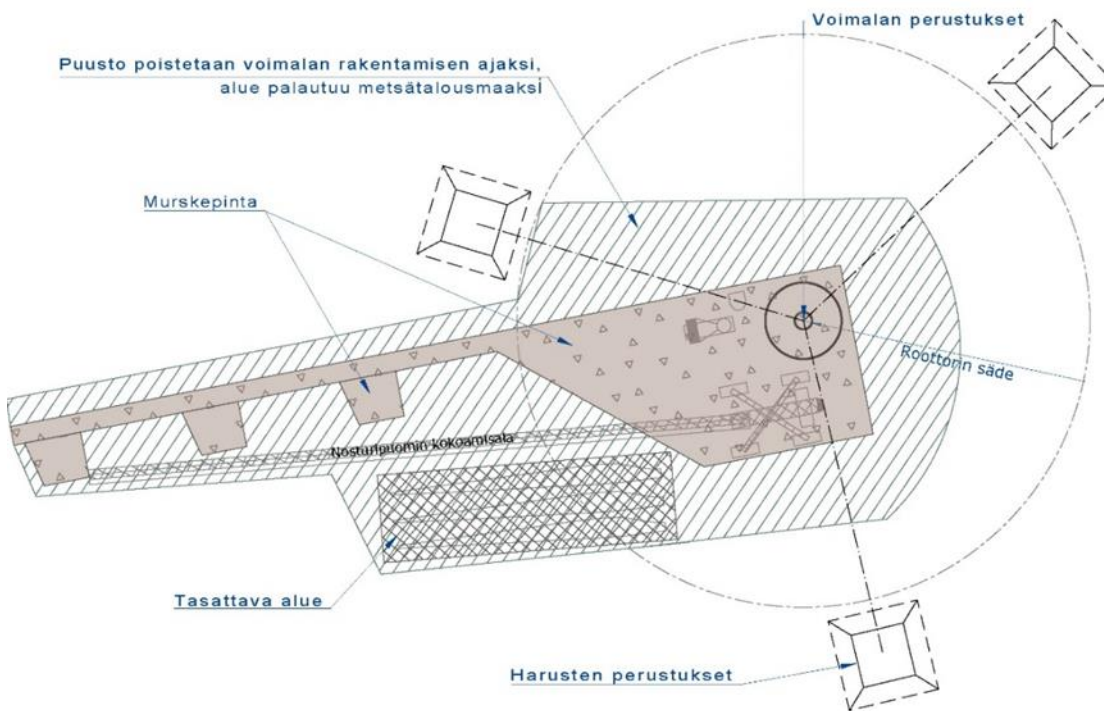 Voimalan perustukset
Puusto poistetaan voimalan rakentamisen ajaksi,
alue palautuu metsätalousmaaksi
Murskepinta
Roottorin säde
Nosturipuomin kokoamisala
Tasattava alue
Harusten perustukset